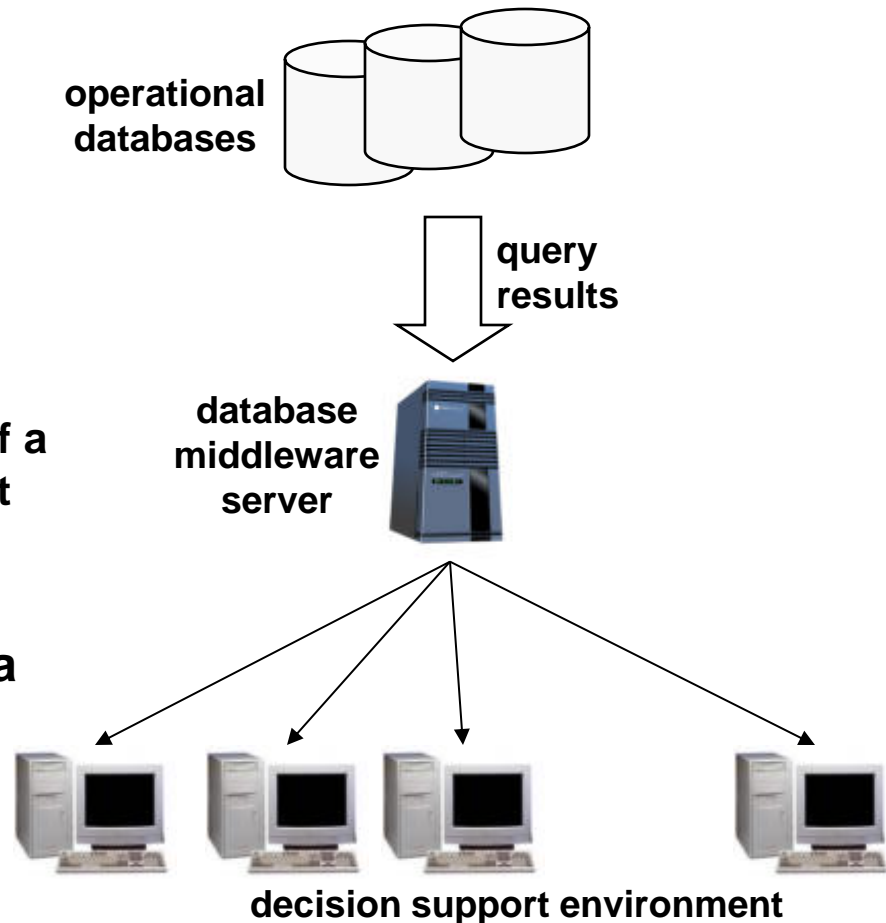 operational
databases
query
results
database
middleware
server
f a
t
a
decision support environment